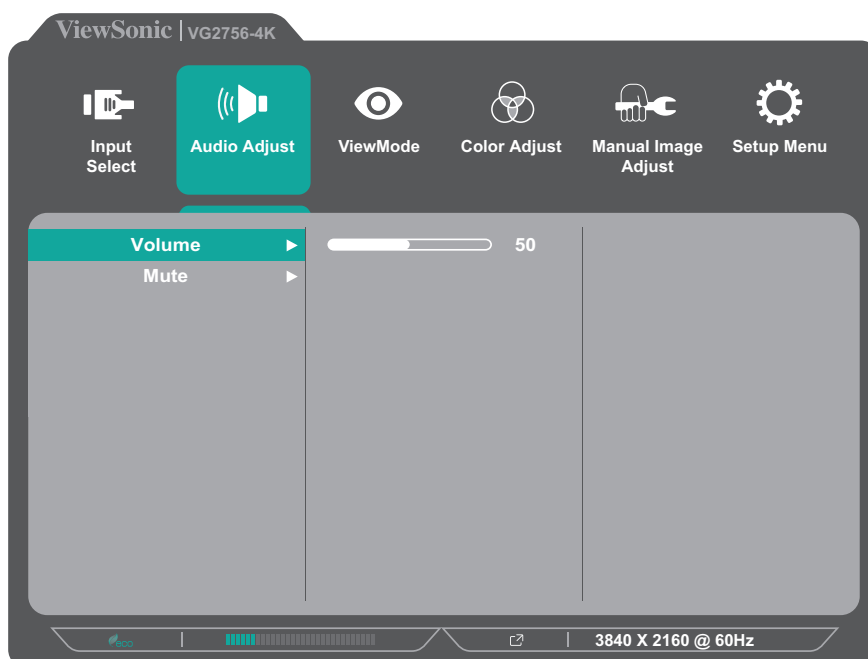 ViewSonic | VG2756-4K
Input Select
Audio Adjust
ViewMode
Color Adjust
Manual Image Adjust
Setup Menu
Volume
50
Mute
eco
3840 X 2160 @ 60Hz